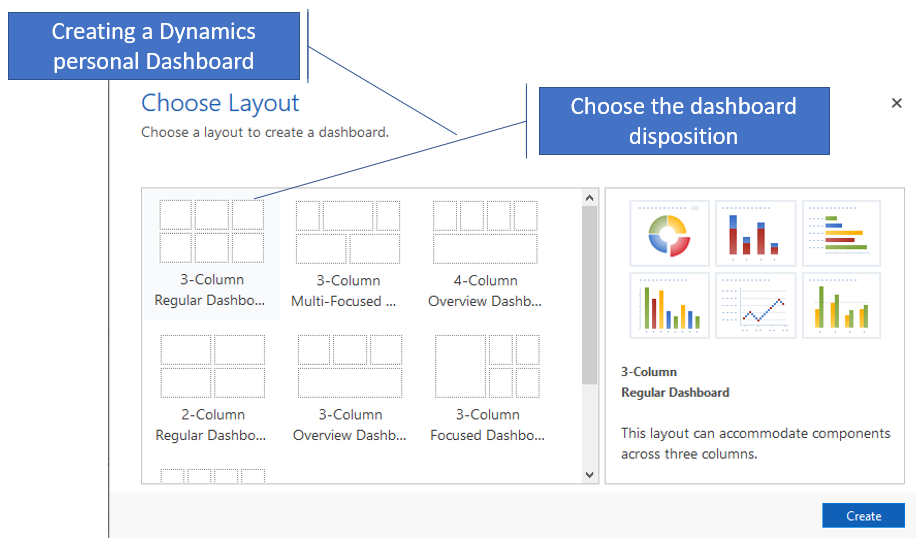 Creating a Dynamics
personal Dashboard
Choose Layout
Choose a layout to create a dashboard.
Choose the dashboard
disposition
3-Column
Regular Dashbo...
3-Column
Multi-Focused ...
4-Column
Overview Dashb...
2-Column
Regular Dashbo...
3-Column
Overview Dashb...
3-Column
Focused Dashbo...
3-Column
Regular Dashboard
This layout can accommodate components
across three columns.
Create